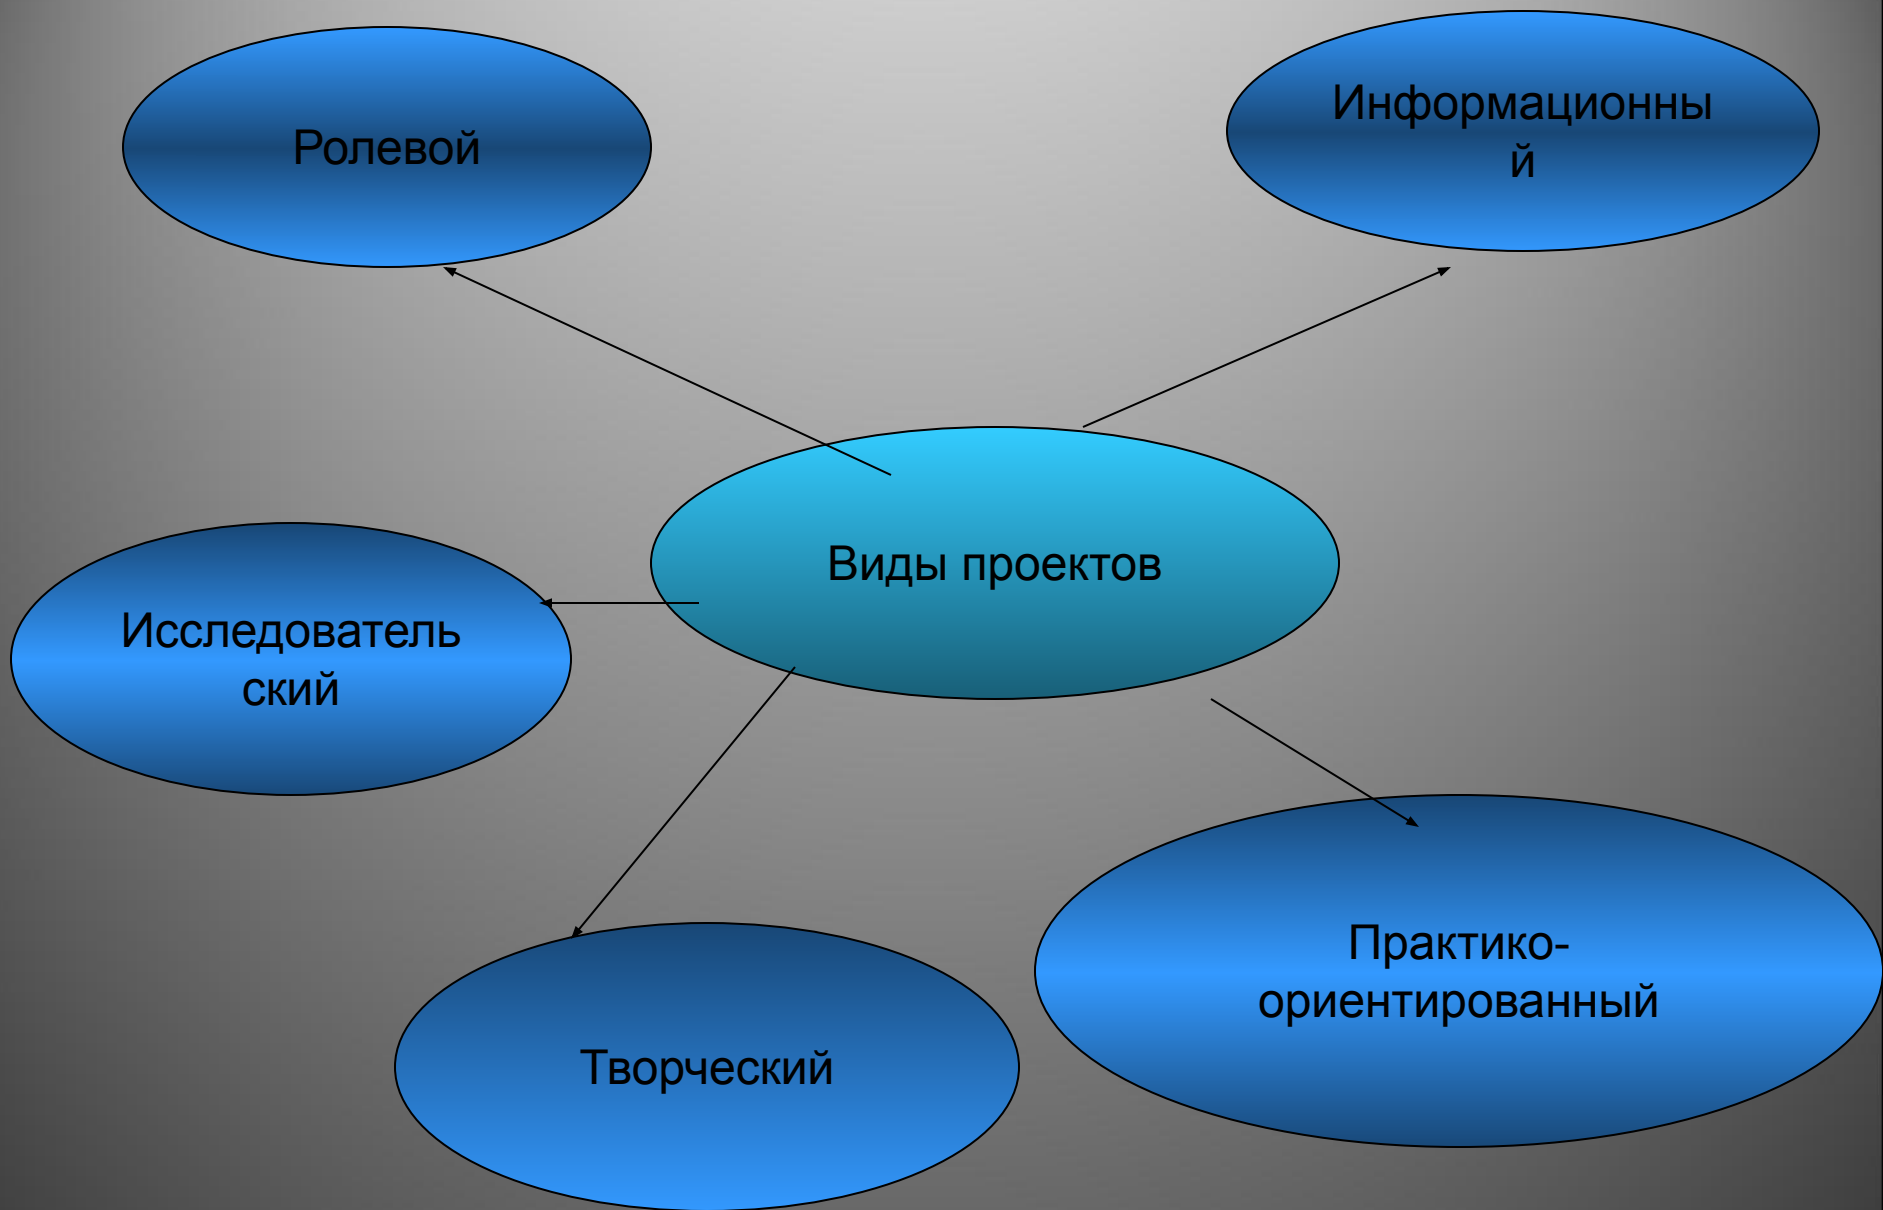 Ролевой
Информационны
й
Виды проектов
Исследователь
ский
Практико-
ориентированный
Творческий